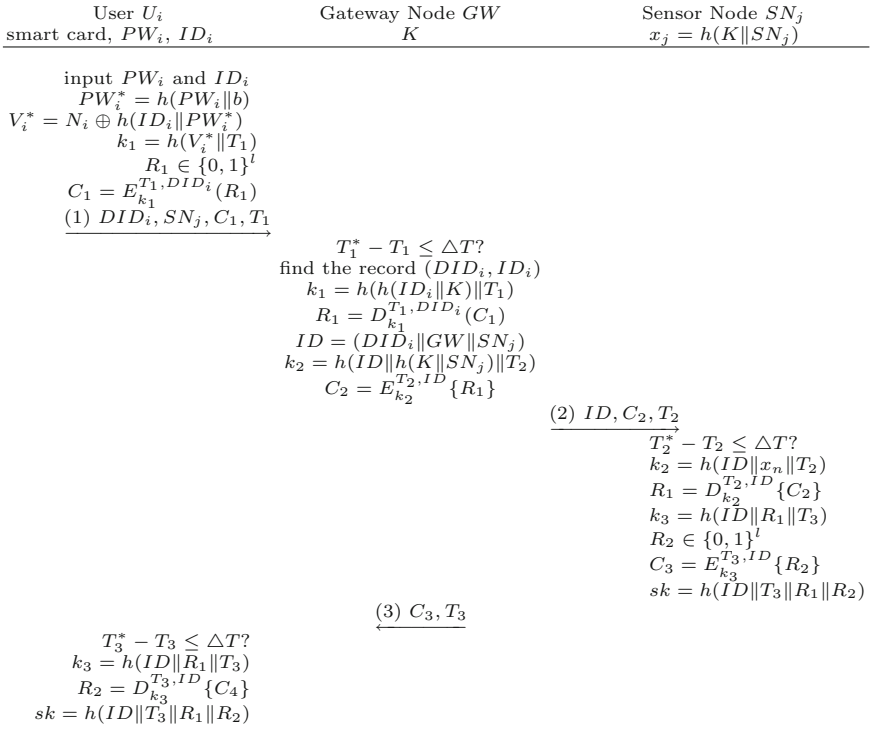 User U_i Gateway Node GW Sensor Node SN_j
smart card, PW_i, ID_i K x_j = h(K∥SN_j)
input PW_i and ID_i
PW_i^* = h(PW_i∥b)
V_i^* = N_i ⊕ h(ID_i∥PW_i^*)
k_1 = h(V_i^*∥T_1)
R_1 ∈ {0, 1}^l
C_1 = E_{k_1}^{T_1,DID_i}(R_1)
(1) DID_i, SN_j, C_1, T_1
T_1^* − T_1 ≤ △T?
find the record (DID_i, ID_i)
k_1 = h(h(ID_i∥K)∥T_1)
R_1 = D_{k_1}^{T_1,DID_i}(C_1)
ID = (DID_i∥GW∥SN_j)
k_2 = h(ID∥h(K∥SN_j)∥T_2)
C_2 = E_{k_2}^{T_2,ID}{R_1}
(2) ID, C_2, T_2
T_2^* − T_2 ≤ △T?
k_2 = h(ID∥x_n∥T_2)
R_1 = D_{k_2}^{T_2,ID}{C_2}
k_3 = h(ID∥R_1∥T_3)
R_2 ∈ {0, 1}^l
C_3 = E_{k_3}^{T_3,ID}{R_2}
sk = h(ID∥T_3∥R_1∥R_2)
(3) C_3, T_3
T_3^* − T_3 ≤ △T?
k_3 = h(ID∥R_1∥T_3)
R_2 = D_{k_3}^{T_3,ID}{C_4}
sk = h(ID∥T_3∥R_1∥R_2)